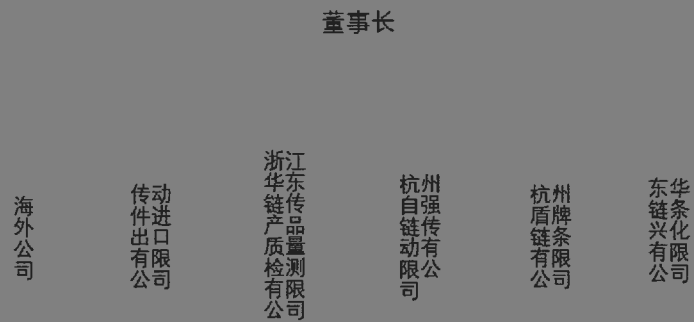 董事长
海外公司
传动件进出口有限公司
浙江华东链传产品质量检测有限公司
杭州自强链传动有限公司
杭州盾牌链条有限公司
东华链条兴化有限公司